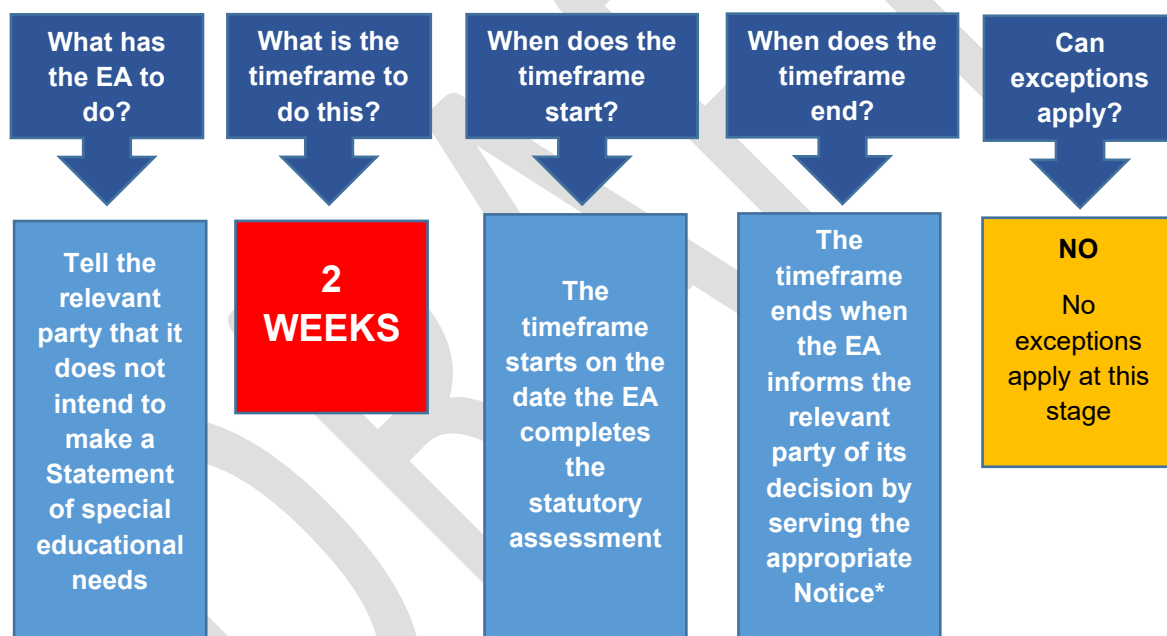 What has
the EA to
do?
What is the
timeframe to
do this?
When does the
timeframe
start?
When does the
timeframe
end?
Can
exceptions
apply?
Tell the
relevant
party that it
does not
intend to
make a
Statement
of special
educational
needs
2
WEEKS
The
timeframe
starts on the
date the EA
completes
the
statutory
assessment
The
timeframe
ends when
the EA
informs the
relevant
party of its
decision by
serving the
appropriate
Notice*
NO
No
exceptions
apply at this
stage